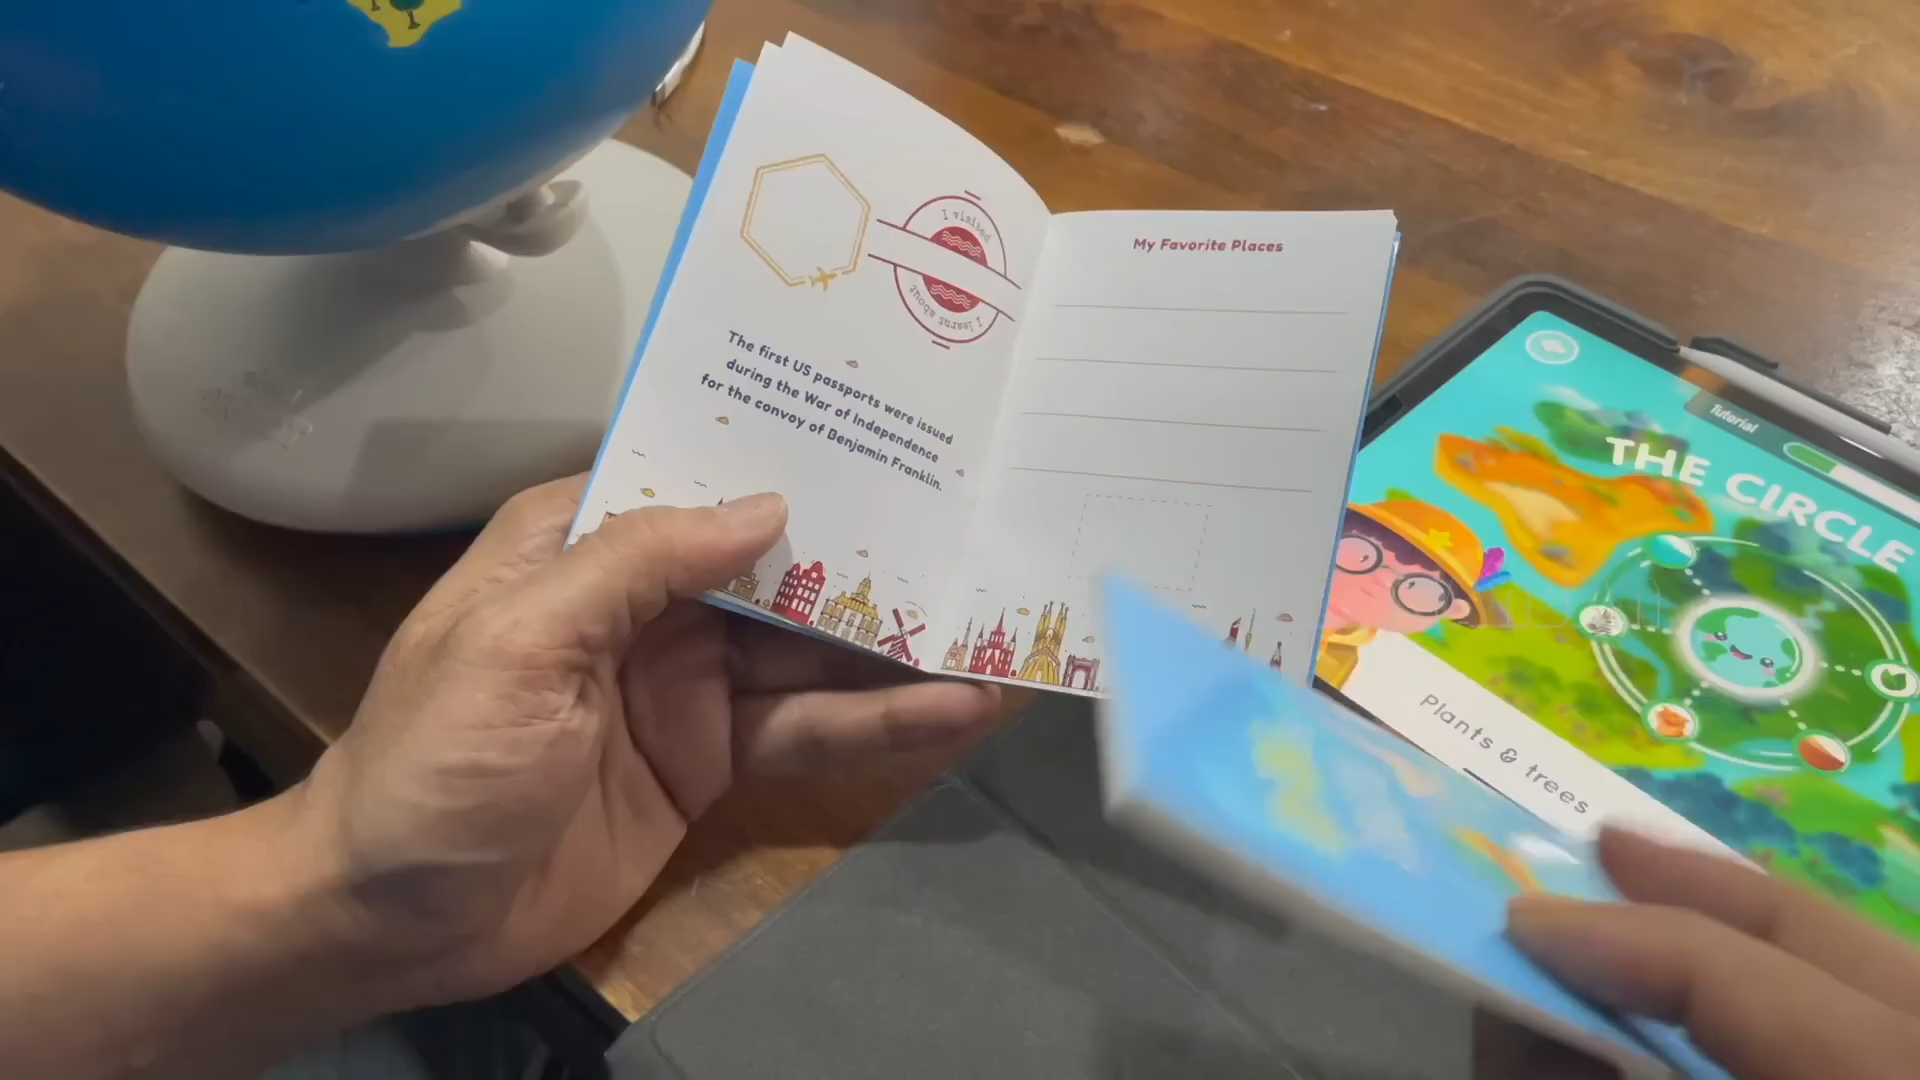 I visited
I learnt about
The first US passports were issued
during the War of Independence
for the convoy of Benjamin Franklin.
My Favorite Places
Tutorial
THE CIRCLE
Plants & trees